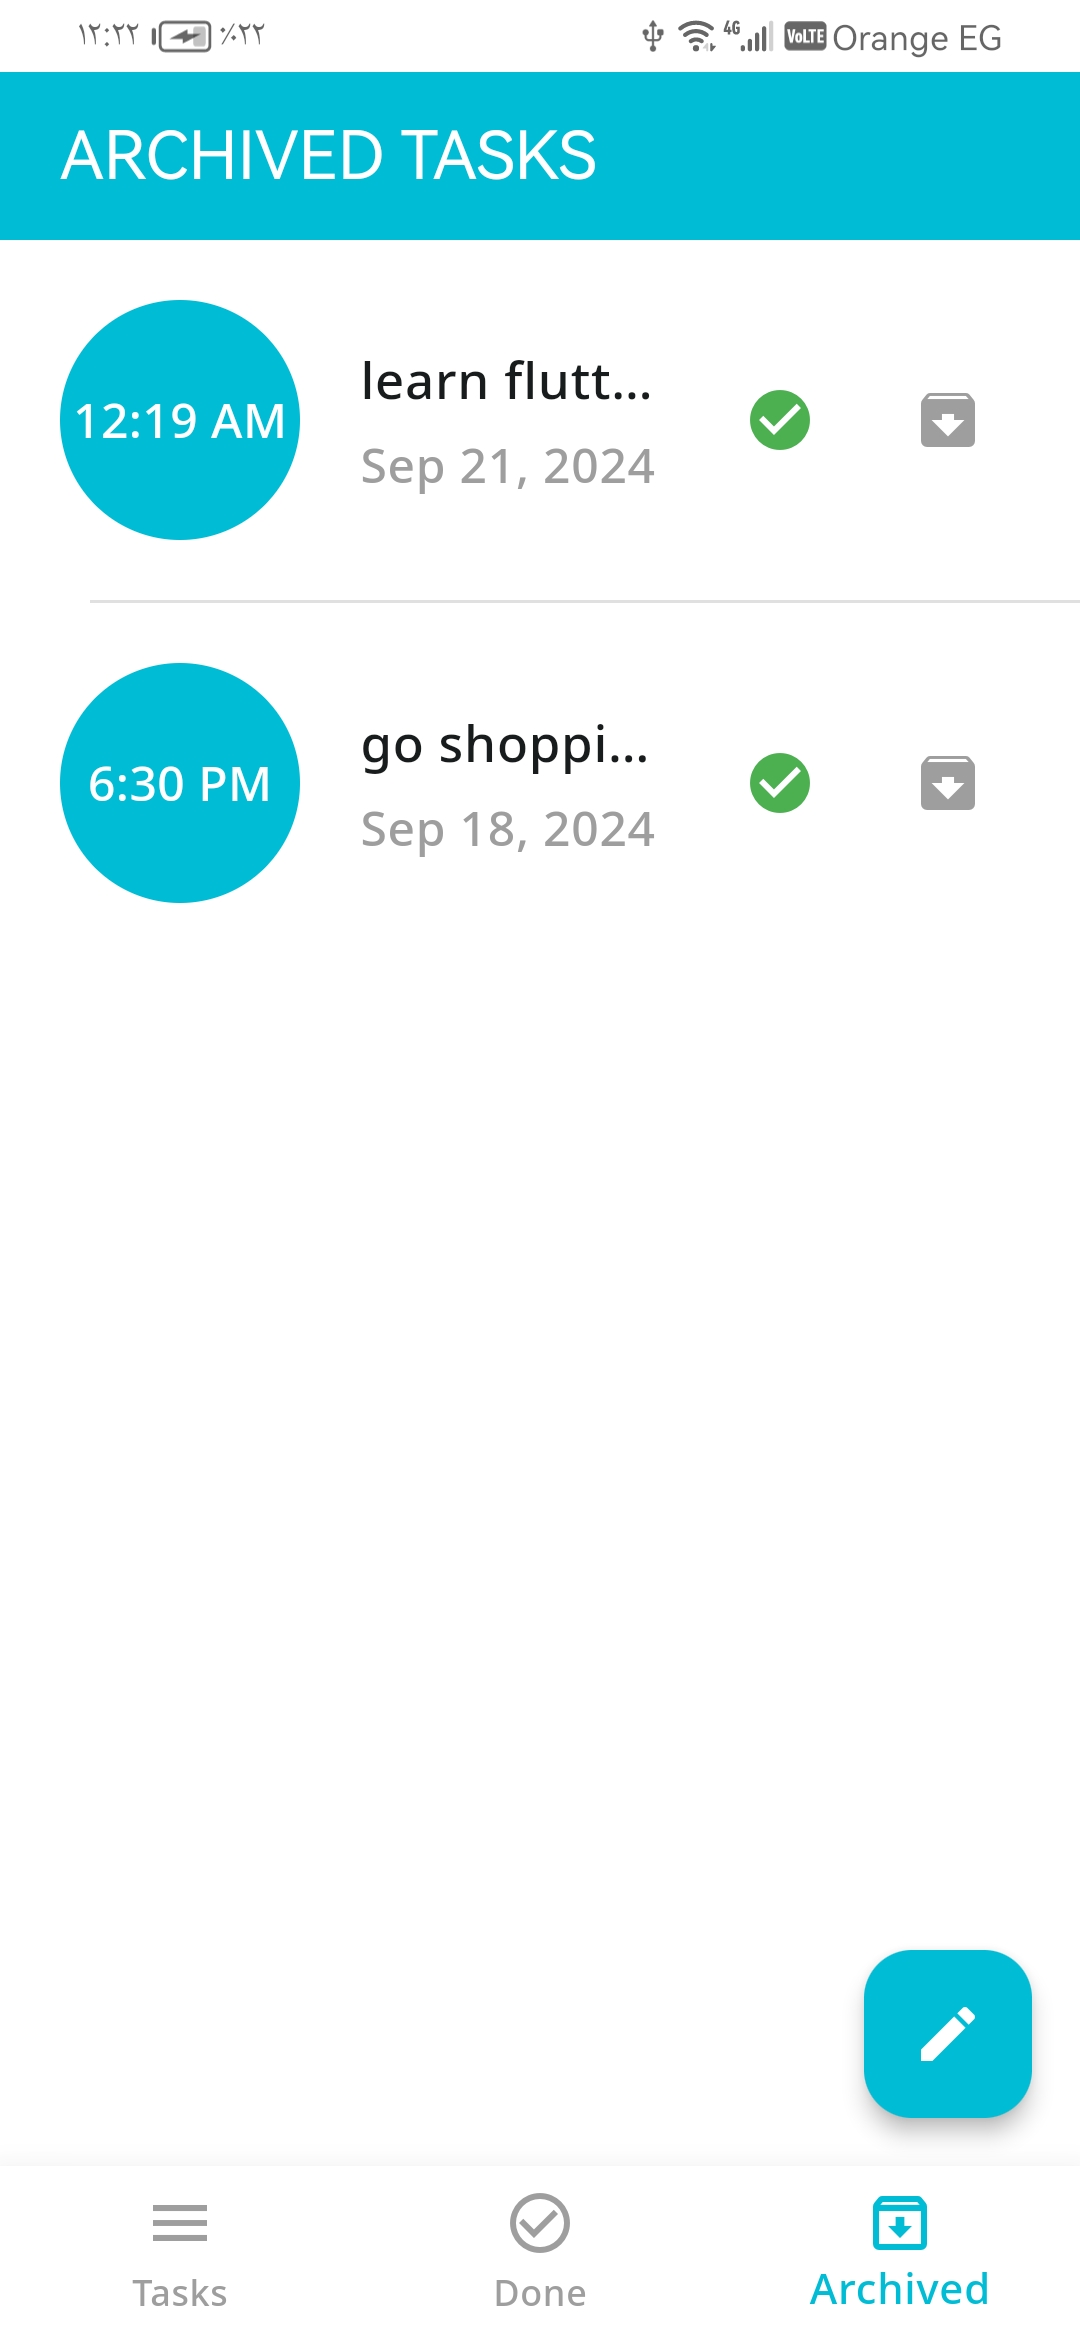 ١٢:٢٢ ٪٢٢ 4G VoLTE Orange EG
ARCHIVED TASKS
12:19 AM
learn flutt...
Sep 21, 2024
6:30 PM
go shoppi...
Sep 18, 2024
Tasks
Done
Archived